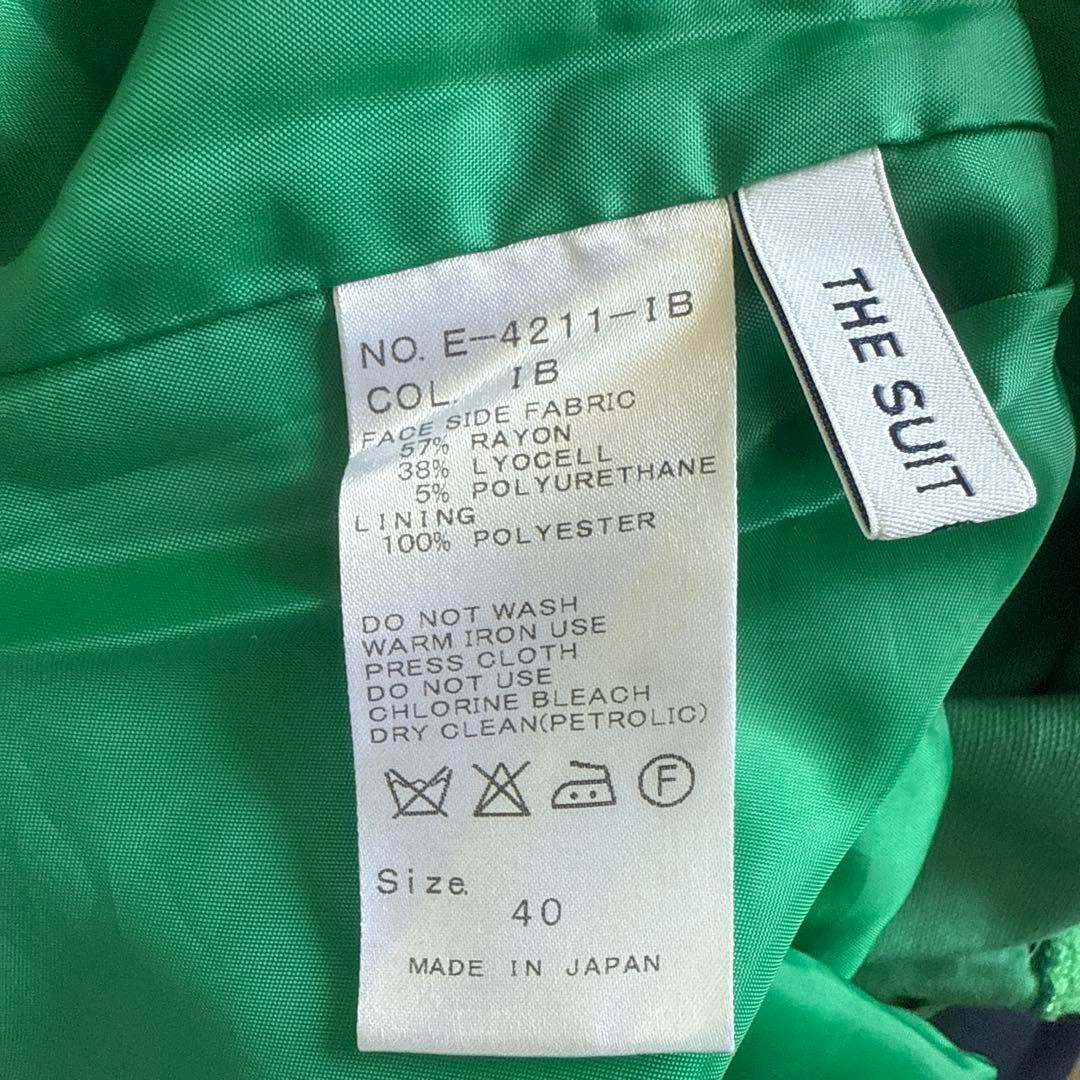 NO. E-4211-IB
COL. IB
FACE SIDE FABRIC
57% RAYON
38% LYOCELL
5% POLYURETHANE
LINING
100% POLYESTER
DO NOT WASH
WARM IRON USE
PRESS CLOTH
DO NOT USE
CHLORINE BLEACH
DRY CLEAN(PETROLIC)
F
Size.
40
MADE IN JAPAN
THE SUIT